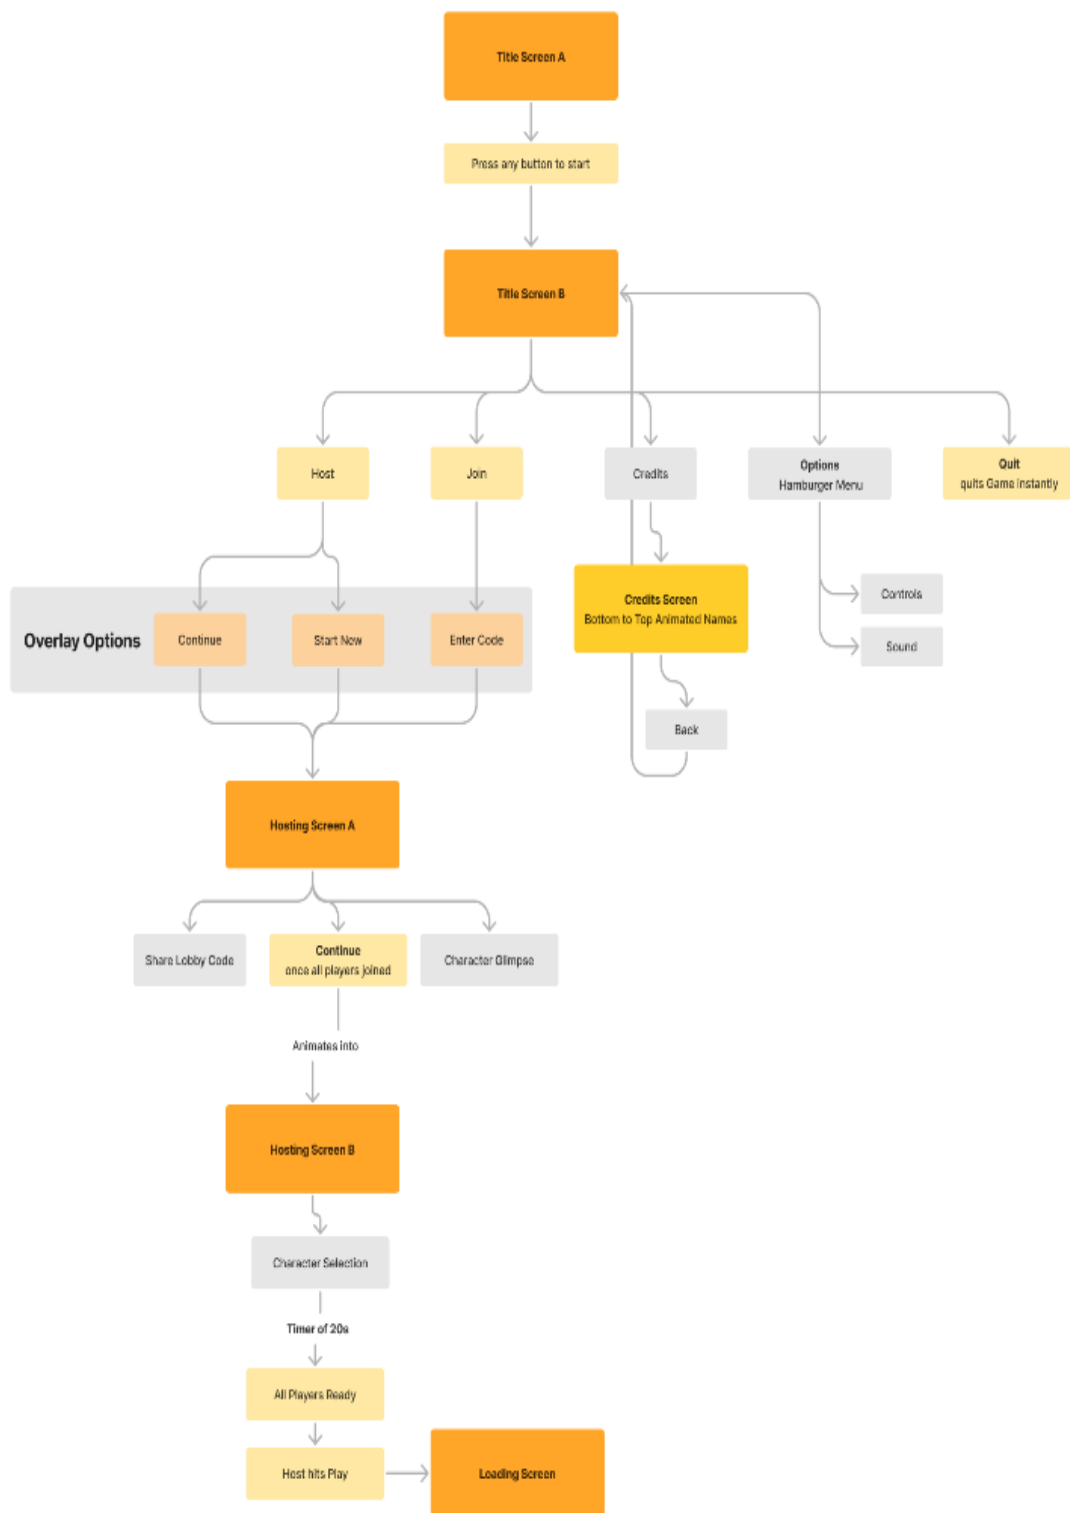 Title Screen A
Press any button to start
Title Screen B
Host
Join
Credits
Options
Hamburger Menu
Quit
quits Game instantly
Controls
Sound
Credits Screen
Bottom to Top Animated Names
Back
Overlay Options
Continue
Start New
Enter Code
Hosting Screen A
Share Lobby Code
Continue
once all players joined
Character Glimpse
Animates into
Hosting Screen B
Character Selection
Timer of 20s
All Players Ready
Host hits Play
Loading Screen